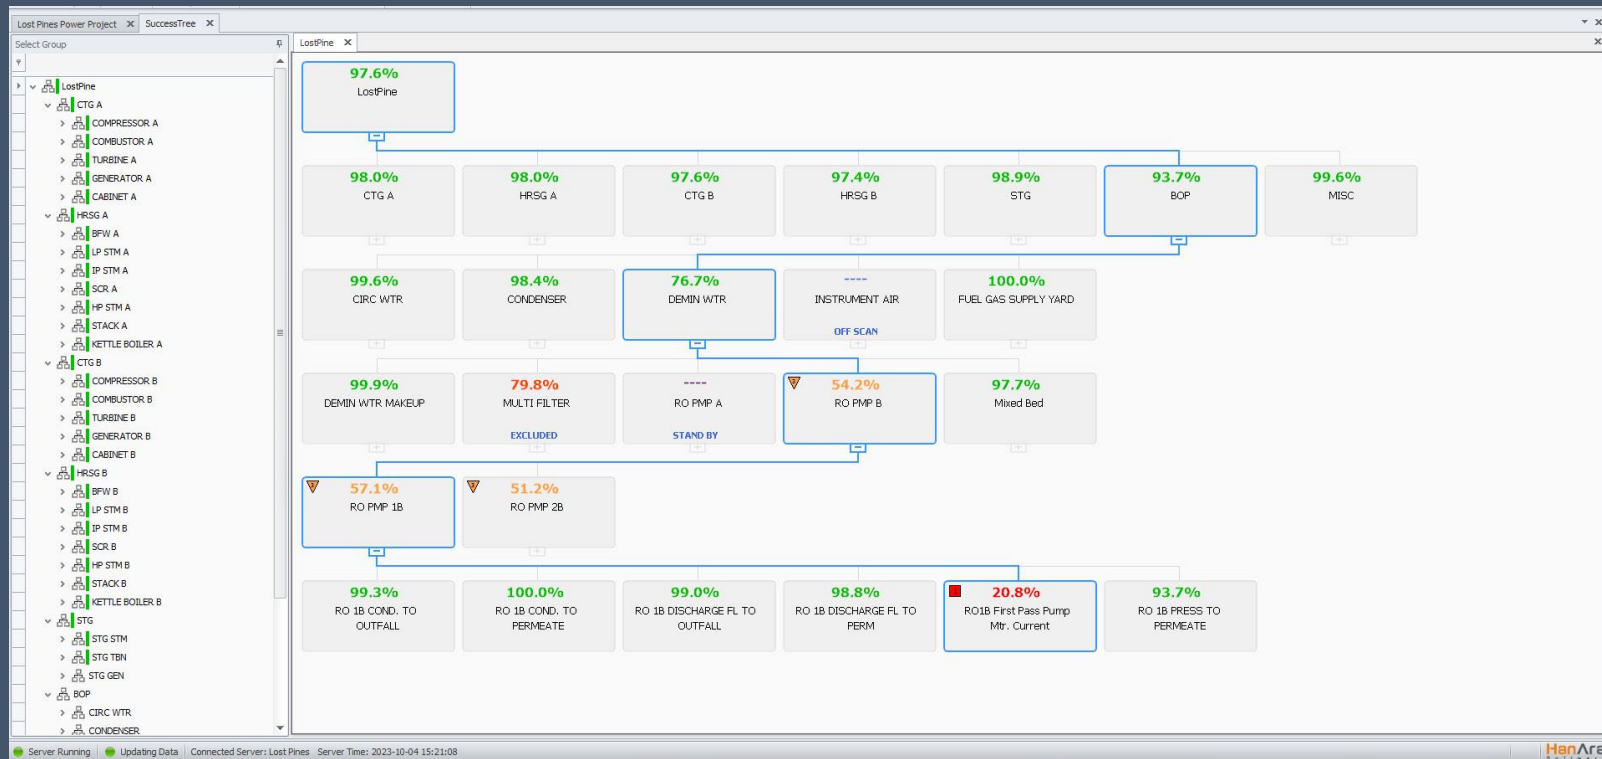 Lost Pines Power Project
SuccessTree
Select Group
LostPine
LostPine
CTG A
COMPRESSOR A
COMBUSTOR A
TURBINE A
GENERATOR A
CABINET A
HRSG A
BFW A
LP STM A
IP STM A
SCR A
HP STM A
STACK A
KETTLE BOILER A
CTG B
COMPRESSOR B
COMBUSTOR B
TURBINE B
GENERATOR B
CABINET B
HRSG B
BFW B
LP STM B
IP STM B
SCR B
HP STM B
STACK B
KETTLE BOILER B
STG
STG STM
STG TBN
STG GEN
BOP
CIRC WTR
CONDENSER
97.6%
LostPine
98.0%
CTG A
98.0%
HRSG A
97.6%
CTG B
97.4%
HRSG B
98.9%
STG
93.7%
BOP
99.6%
MISC
99.6%
CIRC WTR
98.4%
CONDENSER
76.7%
DEMIN WTR
----
INSTRUMENT AIR
OFF SCAN
100.0%
FUEL GAS SUPPLY YARD
99.9%
DEMIN WTR MAKEUP
79.8%
MULTI FILTER
EXCLUDED
----
RO PMP A
STAND BY
54.2%
RO PMP B
97.7%
Mixed Bed
57.1%
RO PMP 1B
51.2%
RO PMP 2B
99.3%
RO 1B COND. TO
OUTFALL
100.0%
RO 1B COND. TO
PERMEATE
99.0%
RO 1B DISCHARGE FL TO
OUTFALL
98.8%
RO 1B DISCHARGE FL TO
PERM
20.8%
RO1B First Pass Pump
Mtr. Current
93.7%
RO 1B PRESS TO
PERMEATE
Server Running
Updating Data
Connected Server: Lost Pines
Server Time: 2023-10-04 15:21:08